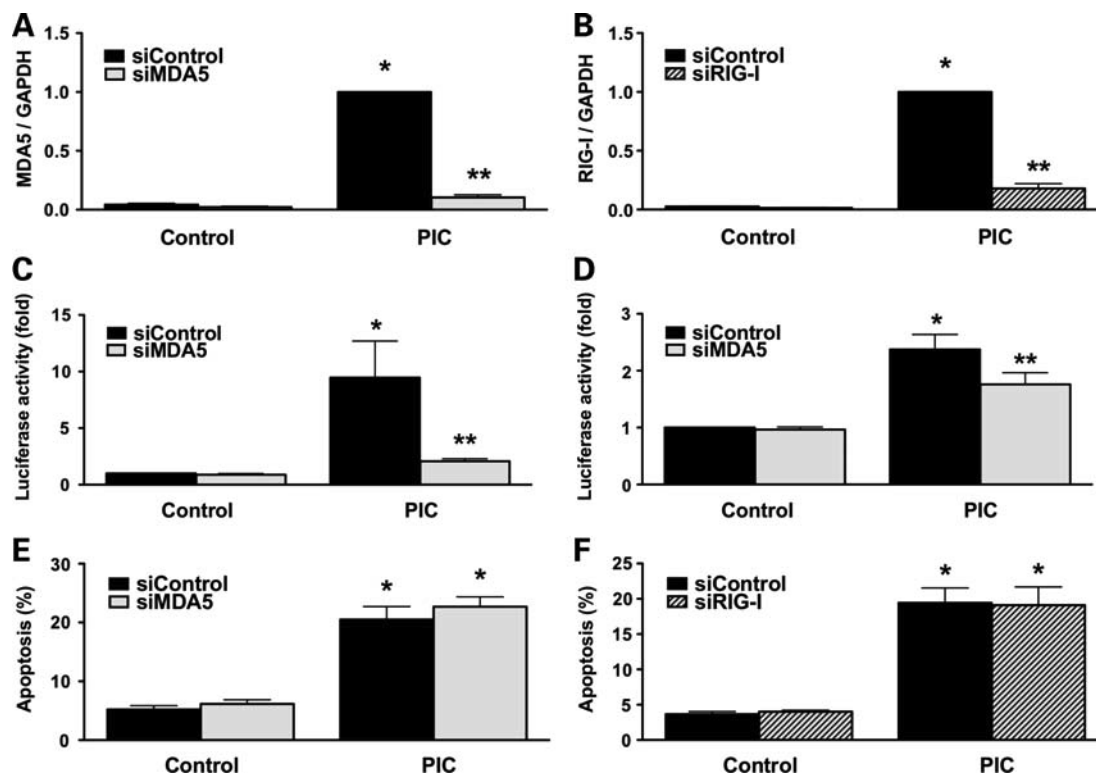 A
MDA5 / GAPDH
1.5
1.0
0.5
0.0
siControl
siMDA5
*
**
Control
PIC
B
RIG-I / GAPDH
1.5
1.0
0.5
0.0
siControl
siRIG-I
*
**
Control
PIC
C
Luciferase activity (fold)
15
10
5
0
siControl
siMDA5
*
**
Control
PIC
D
Luciferase activity (fold)
3
2
1
0
siControl
siMDA5
*
**
Control
PIC
E
Apoptosis (%)
30
20
10
0
siControl
siMDA5
*
*
Control
PIC
F
Apoptosis (%)
25
20
15
10
5
0
siControl
siRIG-I
*
*
Control
PIC